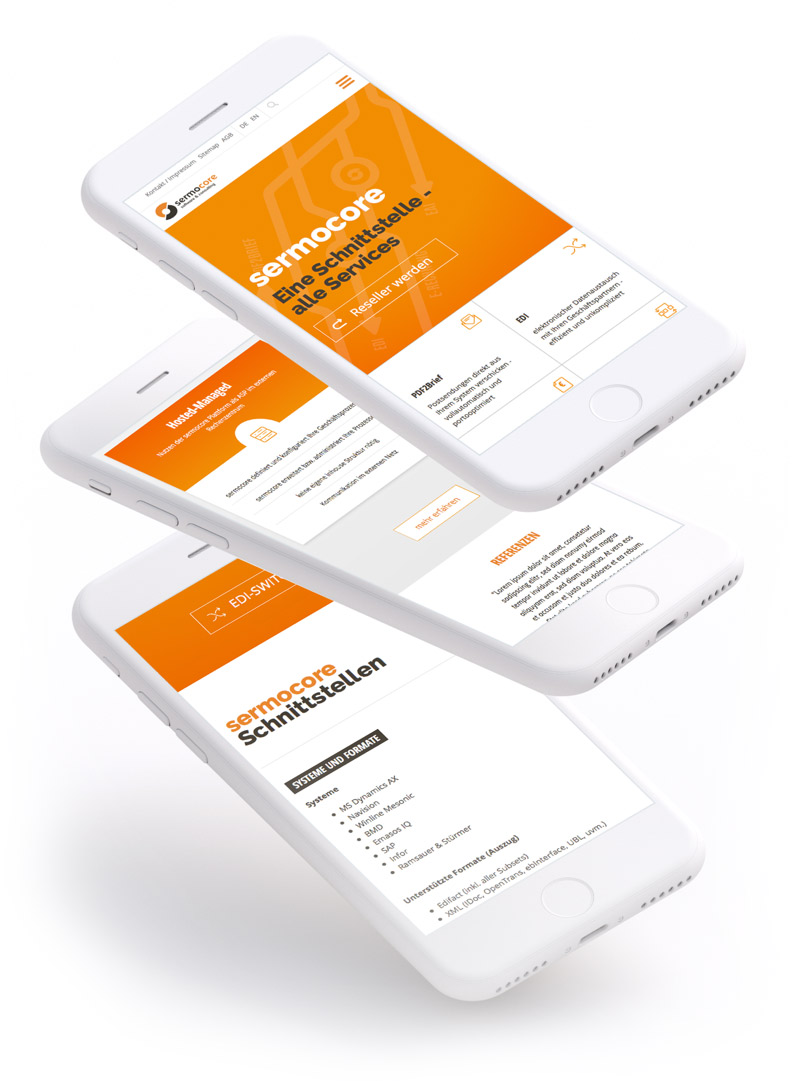 Kontakt / Impressum Sitemap AGB DE EN
sermocore
software & consulting
sermocore
Eine Schnittstelle -
alle Services
Reseller werden
EDI
PDF2Brief
Postsendungen direkt aus
Ihrem System verschicken -
vollautomatisch und
portooptimiert
EDI
elektronischer Datenaustausch
mit Ihren Geschäftspartnern -
effizient und unkompliziert
Hosted-Managed
Nutzen der sermocore Plattform als ASP im externen
Rechenzentrum
sermocore definiert und konfiguriert Ihre Geschäftsproze
sermocore erweitert bzw. administriert Ihre Prozesse
keine eigene Inhouse Struktur nötig
Kommunikation im externen Netz
mehr erfahren
REFERENZEN
"Lorem ipsum dolor sit amet, consetetur
sadipscing elitr, sed diam nonumy eirmod
tempor invidunt ut labore et dolore magna
aliquyam erat, sed diam voluptua. At vero eos
et accusam et justo duo dolores et ea rebum.
EDI-SWIT
sermocore
Schnittstellen
SYSTEME UND FORMATE
Systeme
• MS Dynamics AX
• Navision
• Winline Mesonic
• BMD
• Emasos IQ
• SAP
• Infor
• Ramsauer & Stürmer
Unterstützte Formate (Auszug)
• Edifact (inkl. aller Subsets)
• XML (IDoc, OpenTrans, ebInterface, UBL, uvm.)